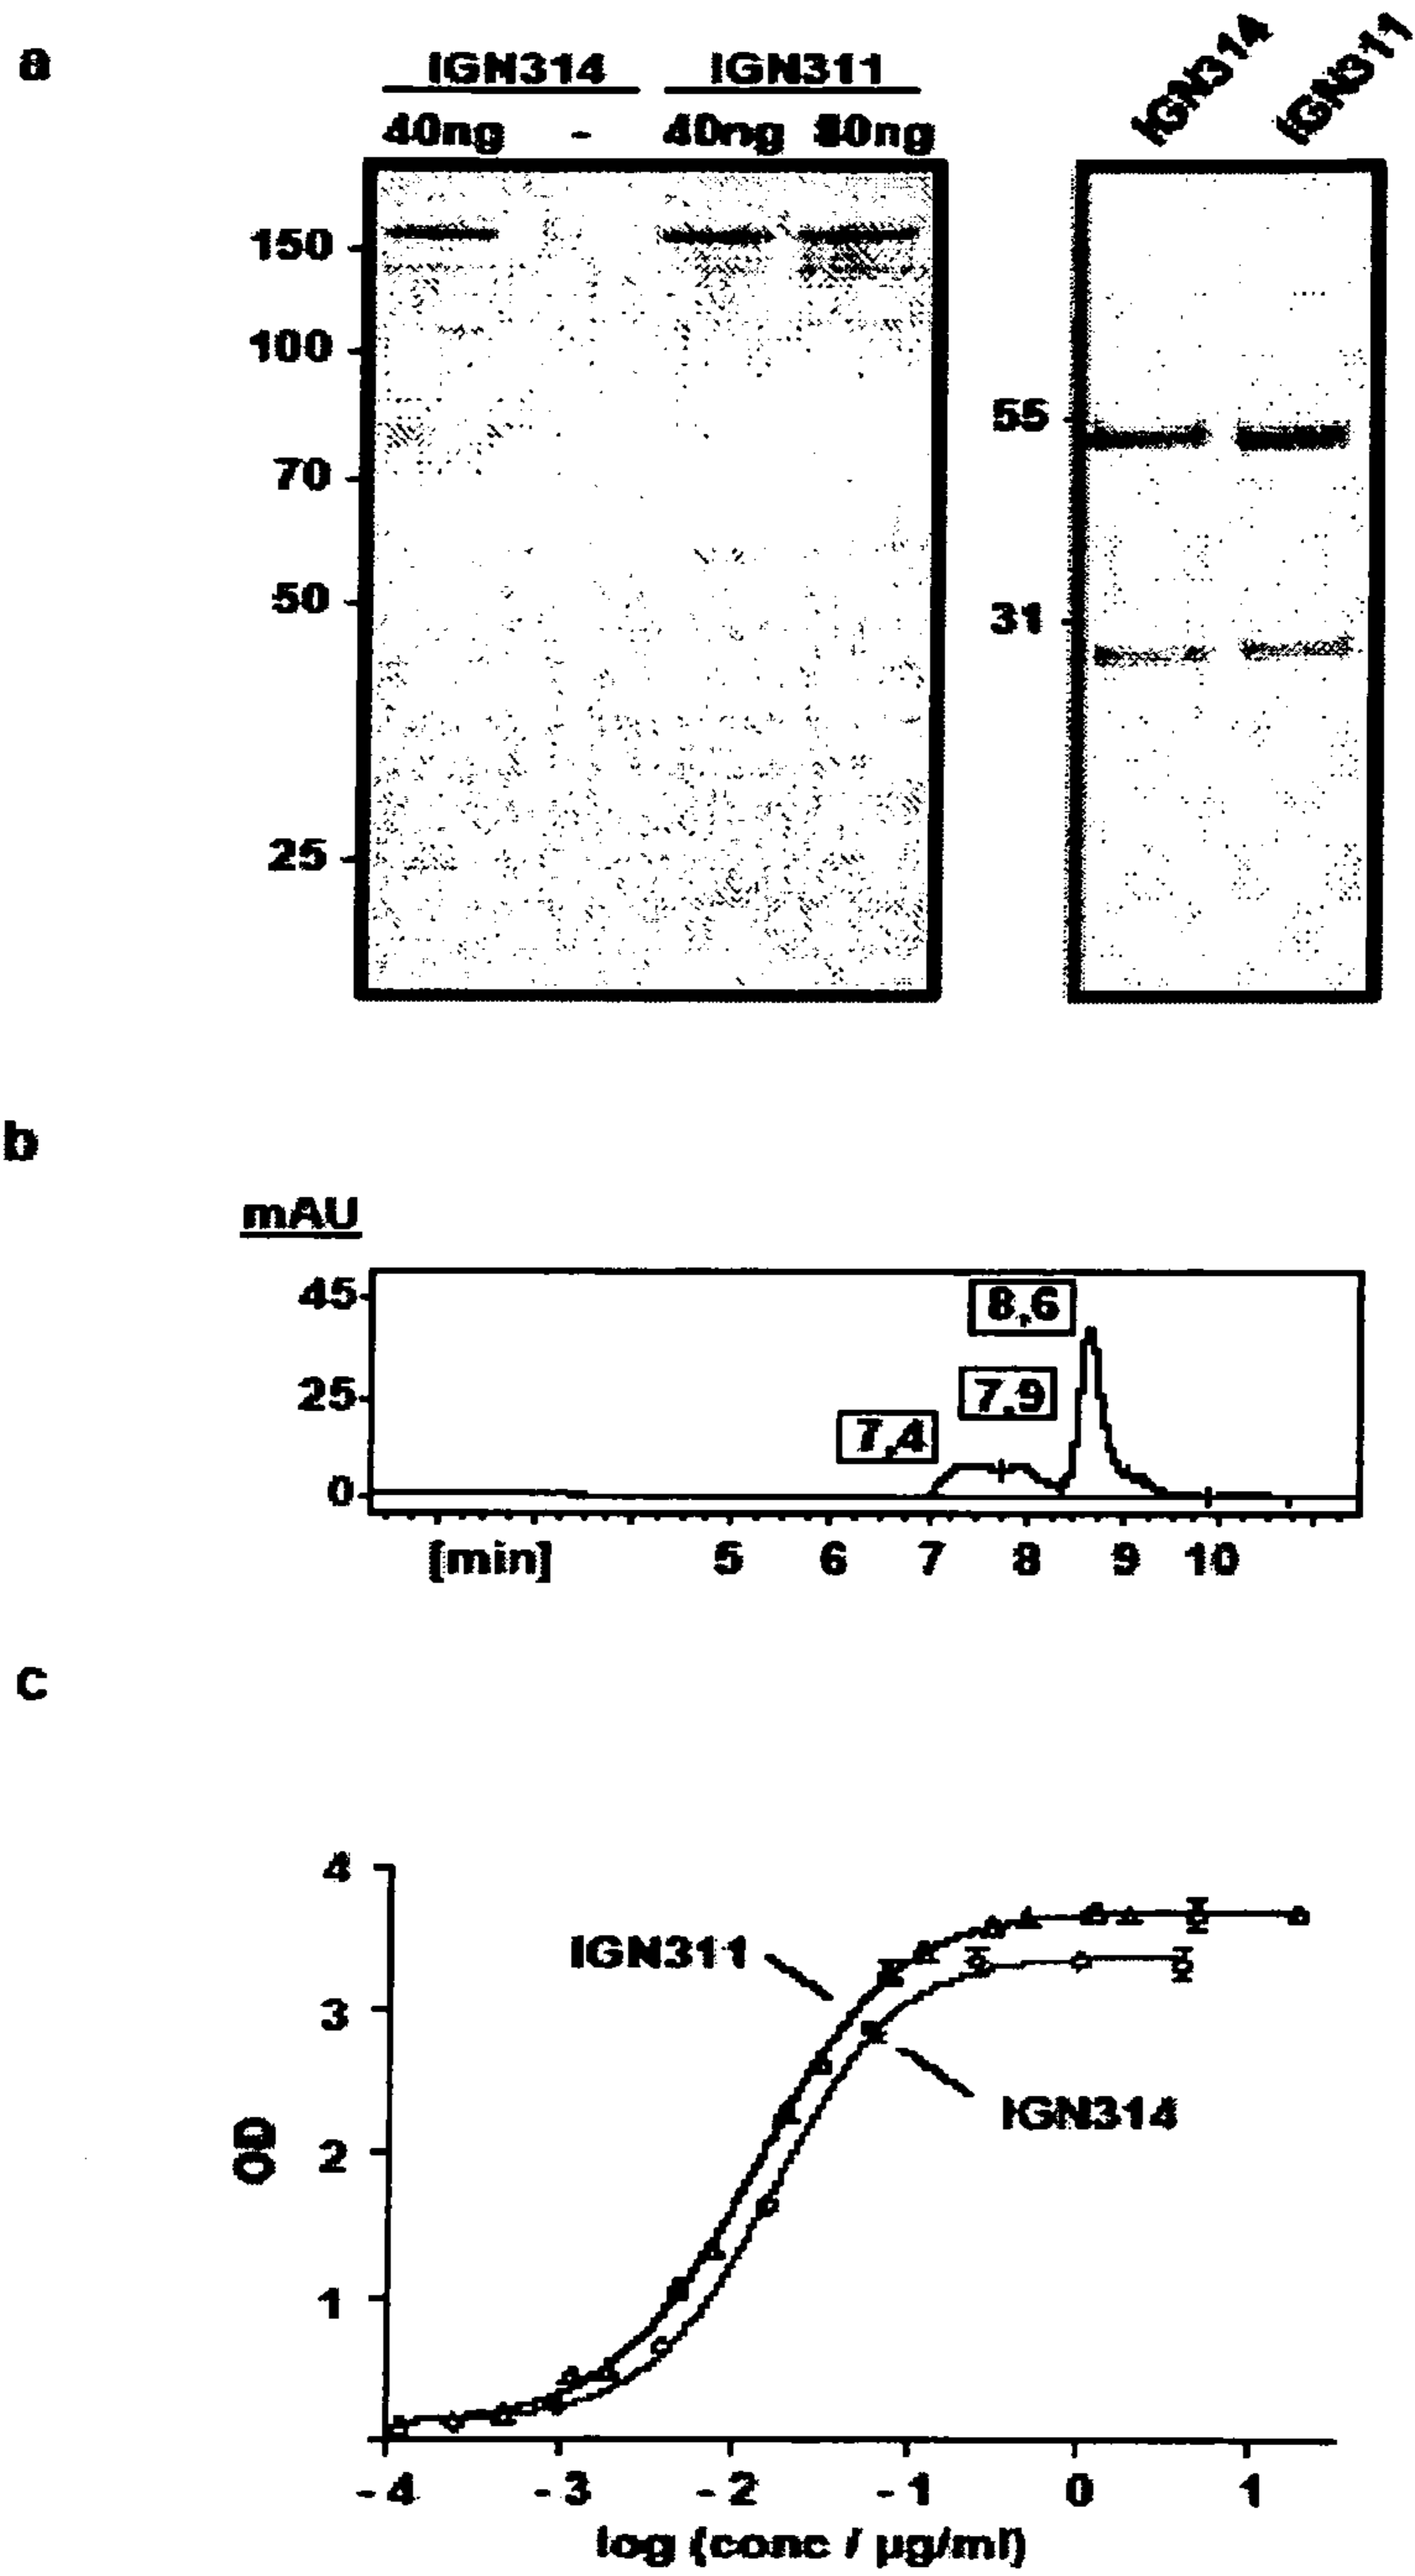 a
IGN314 IGN311 IGN314 IGN311
40ng - 40ng 80ng
150
100
70
50
25
55
31
b
mAU
45
25
0
8,6
7,9
7,4
[min] 5 6 7 8 9 10
c
4
3
2
1
OD
IGN311
IGN314
-4 -3 -2 -1 0 1
log (conc / µg/ml)